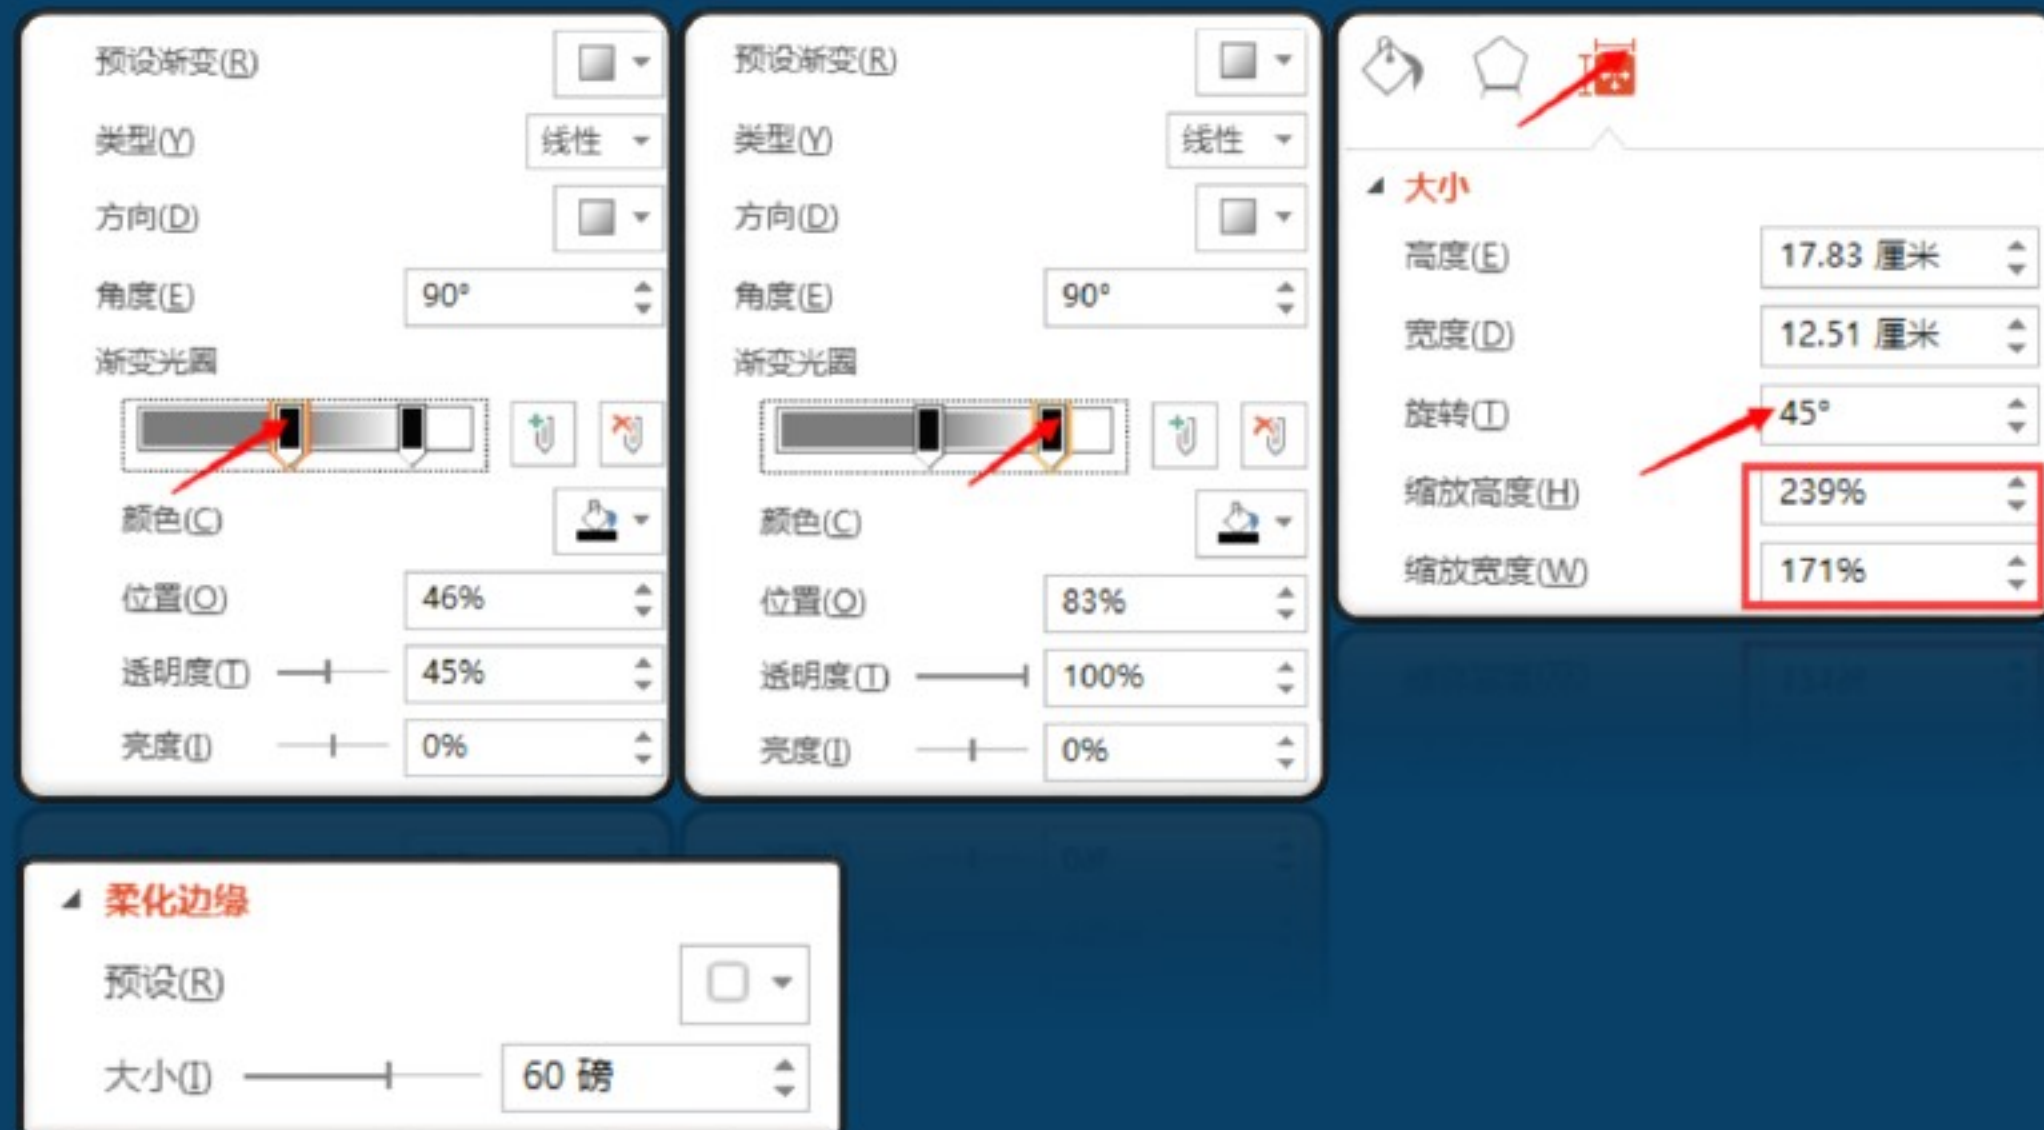 预设渐变(R)
类型(Y) 线性
方向(D)
角度(E) 90°
渐变光圈
颜色(C)
位置(O) 46%
透明度(T) 45%
亮度(I) 0%
预设渐变(R)
类型(Y) 线性
方向(D)
角度(E) 90°
渐变光圈
颜色(C)
位置(O) 83%
透明度(T) 100%
亮度(I) 0%
大小
高度(E) 17.83 厘米
宽度(D) 12.51 厘米
旋转(T) 45°
缩放高度(H) 239%
缩放宽度(W) 171%
柔化边缘
预设(R)
大小(I) 60 磅